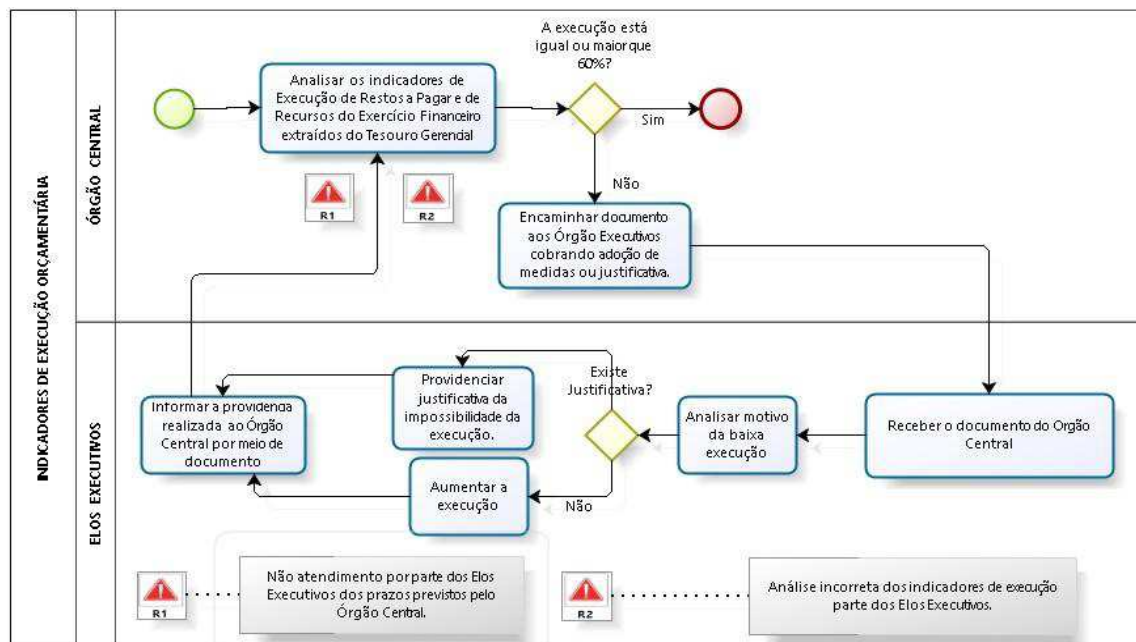 INDICADORES DE EXECUÇÃO ORÇAMENTÁRIA
ÓRGÃO CENTRAL
Analisar os indicadores de
Execução de Restos a Pagar e de
Recursos do Exercício Financeiro
extraídos do Tesouro Gerencial
A execução está
igual ou maior que
60%?
Sim
Não
R1
R2
Encaminhar documento
aos Órgão Executivos
cobrando adoção de
medidas ou justificativa.
ELOS EXECUTIVOS
Informar a providencia
realizada ao Órgão
Central por meio de
documento
Providenciar
justificativa da
impossibilidade da
execução.
Existe
Justificativa?
Analisar motivo
da baixa
execução
Receber o documento do Orgão
Central
Aumentar a
execução
Não
R1
Não atendimento por parte dos Elos
Executivos dos prazos previstos pelo
Órgão Central.
R2
Análise incorreta dos indicadores de execução
parte dos Elos Executivos.